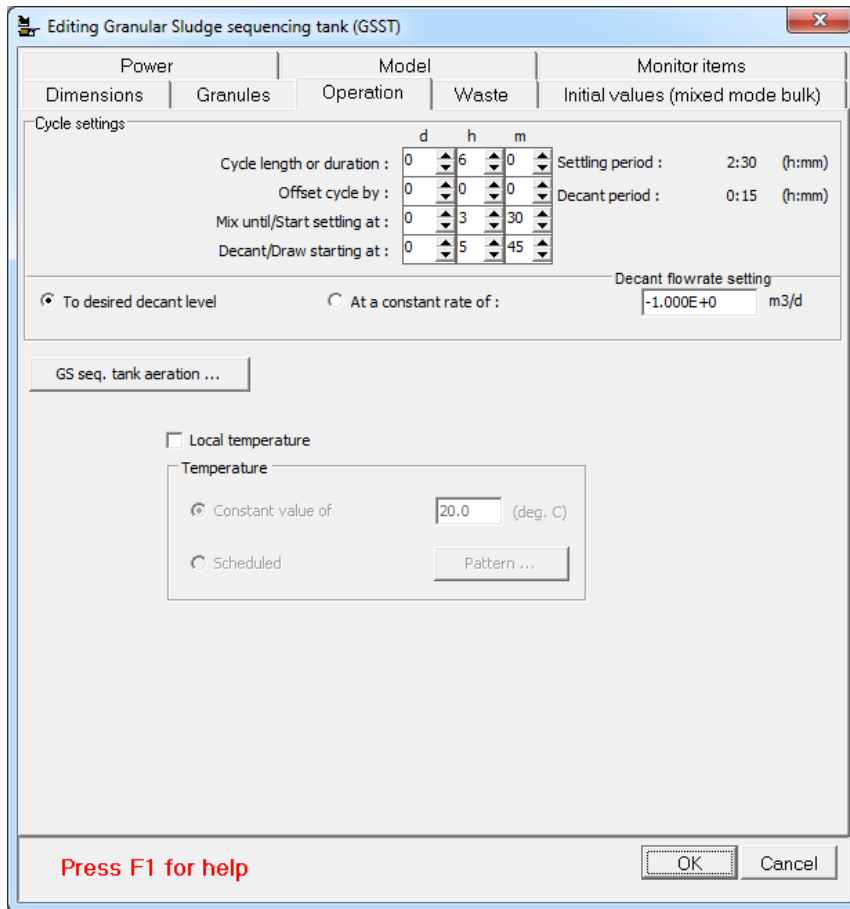 Editing Granular Sludge sequencing tank (GSST)
Power Model Monitor items
Dimensions Granules Operation Waste Initial values (mixed mode bulk)
Cycle settings
d h m
Cycle length or duration : 0 6 0 Settling period : 2:30 (h:mm)
Offset cycle by : 0 0 0 Decant period : 0:15 (h:mm)
Mix until/Start settling at : 0 3 30
Decant/Draw starting at : 0 5 45
Decant flowrate setting
To desired decant level At a constant rate of : -1.000E+0 m3/d
GS seq. tank aeration ...
Local temperature
Temperature
Constant value of 20.0 (deg. C)
Scheduled Pattern ...
Press F1 for help OK Cancel